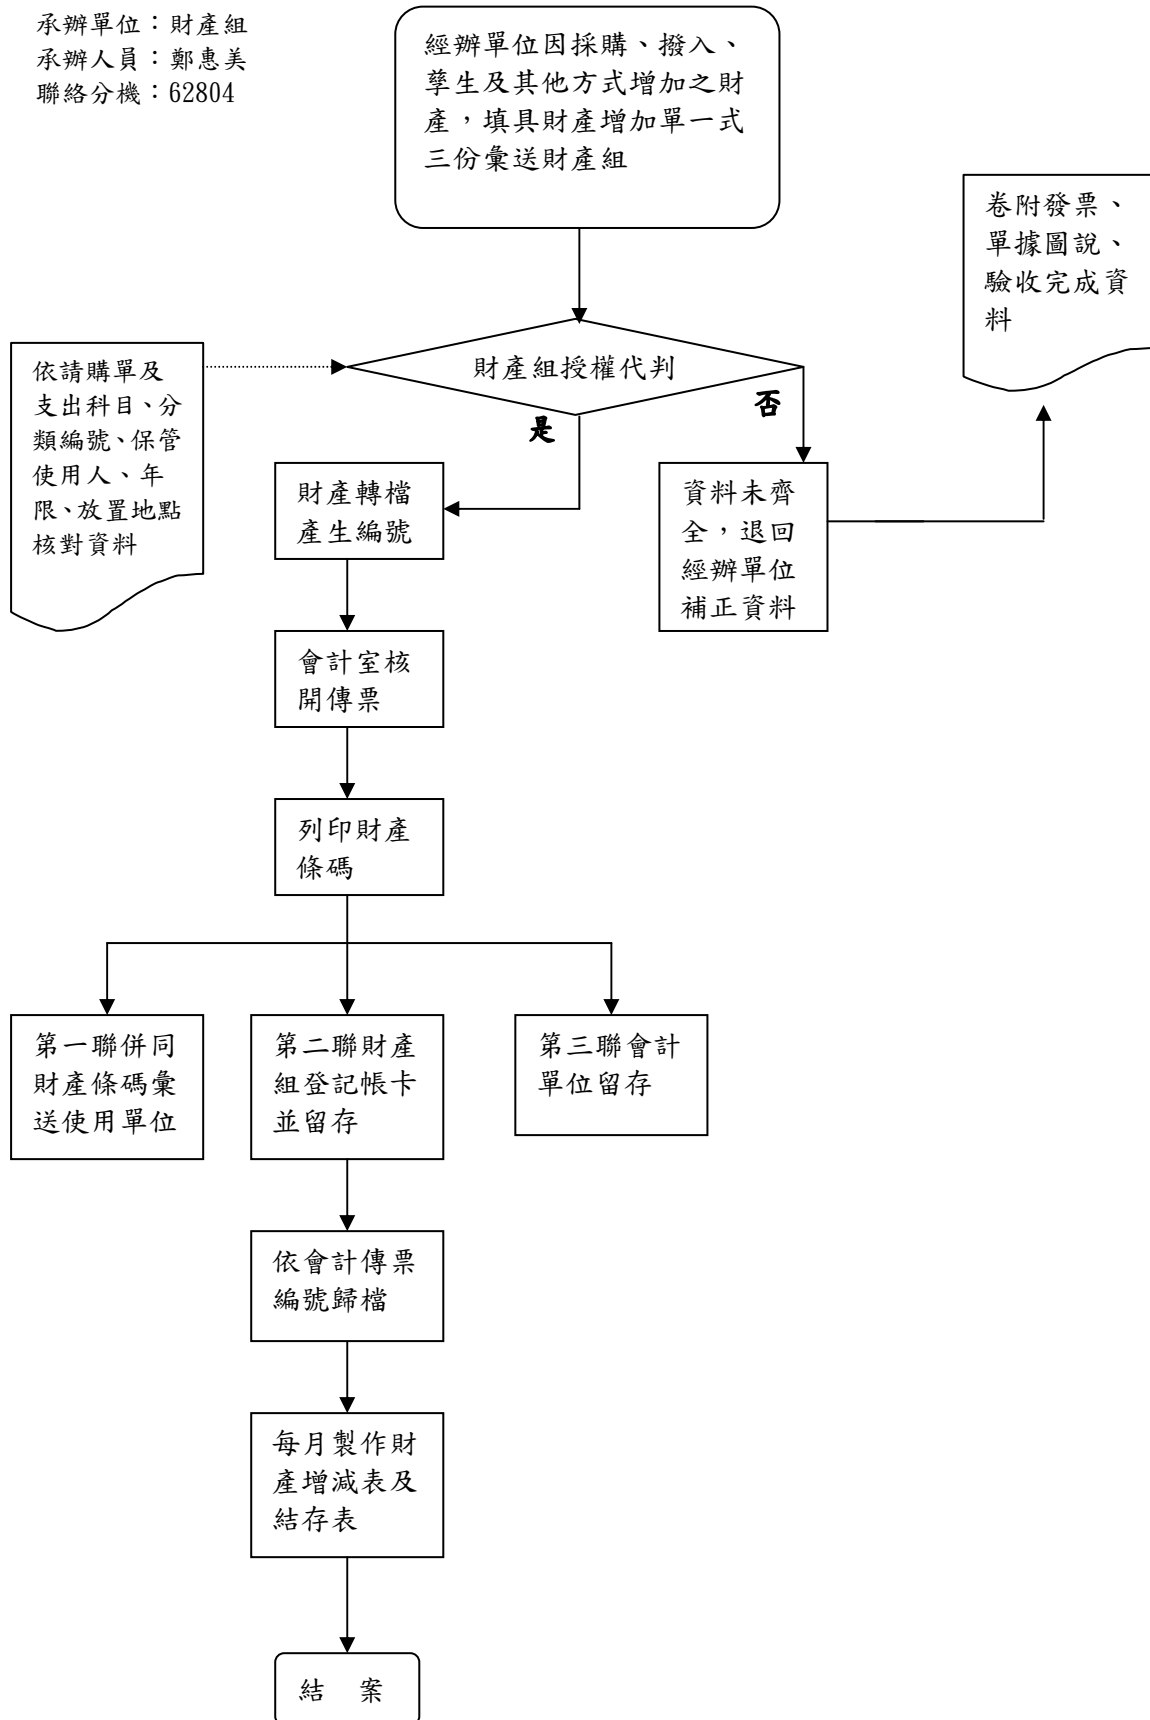 承辦單位：財產組
承辦人員：鄭惠美
聯絡分機：62804
經辦單位因採購、撥入、
孳生及其他方式增加之財
產，填具財產增加單一式
三份彙送財產組
卷附發票、
單據圖說、
驗收完成資
料
依請購單及
支出科目、分
類編號、保管
使用人、年
限、放置地點
核對資料
財產組授權代判
是
否
財產轉檔
產生編號
資料未齊
全，退回
經辦單位
補正資料
會計室核
開傳票
列印財產
條碼
第一聯併同
財產條碼彙
送使用單位
第二聯財產
組登記帳卡
並留存
第三聯會計
單位留存
依會計傳票
編號歸檔
每月製作財
產增減表及
結存表
結　案